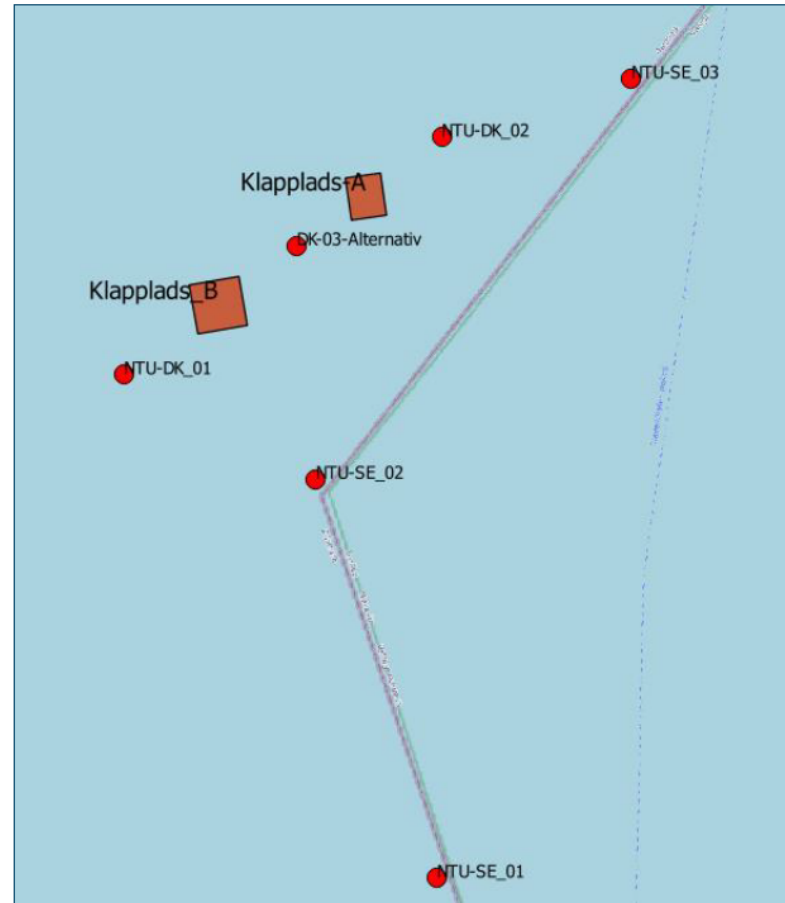 NTU-SE_03
NTU-DK_02
Klapplads-A
DK-03-Alternativ
Klapplads_B
NTU-DK_01
NTU-SE_02
NTU-SE_01